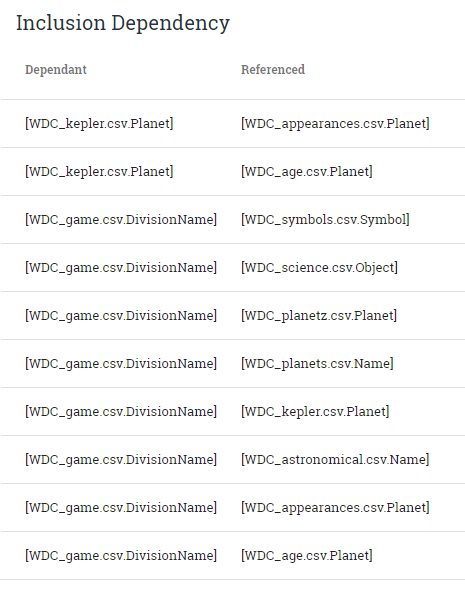 Inclusion Dependency
Dependant Referenced
[WDC_kepler.csv.Planet] [WDC_appearances.csv.Planet]
[WDC_kepler.csv.Planet] [WDC_age.csv.Planet]
[WDC_game.csv.DivisionName] [WDC_symbols.csv.Symbol]
[WDC_game.csv.DivisionName] [WDC_science.csv.Object]
[WDC_game.csv.DivisionName] [WDC_planetz.csv.Planet]
[WDC_game.csv.DivisionName] [WDC_planets.csv.Name]
[WDC_game.csv.DivisionName] [WDC_kepler.csv.Planet]
[WDC_game.csv.DivisionName] [WDC_astronomical.csv.Name]
[WDC_game.csv.DivisionName] [WDC_appearances.csv.Planet]
[WDC_game.csv.DivisionName] [WDC_age.csv.Planet]